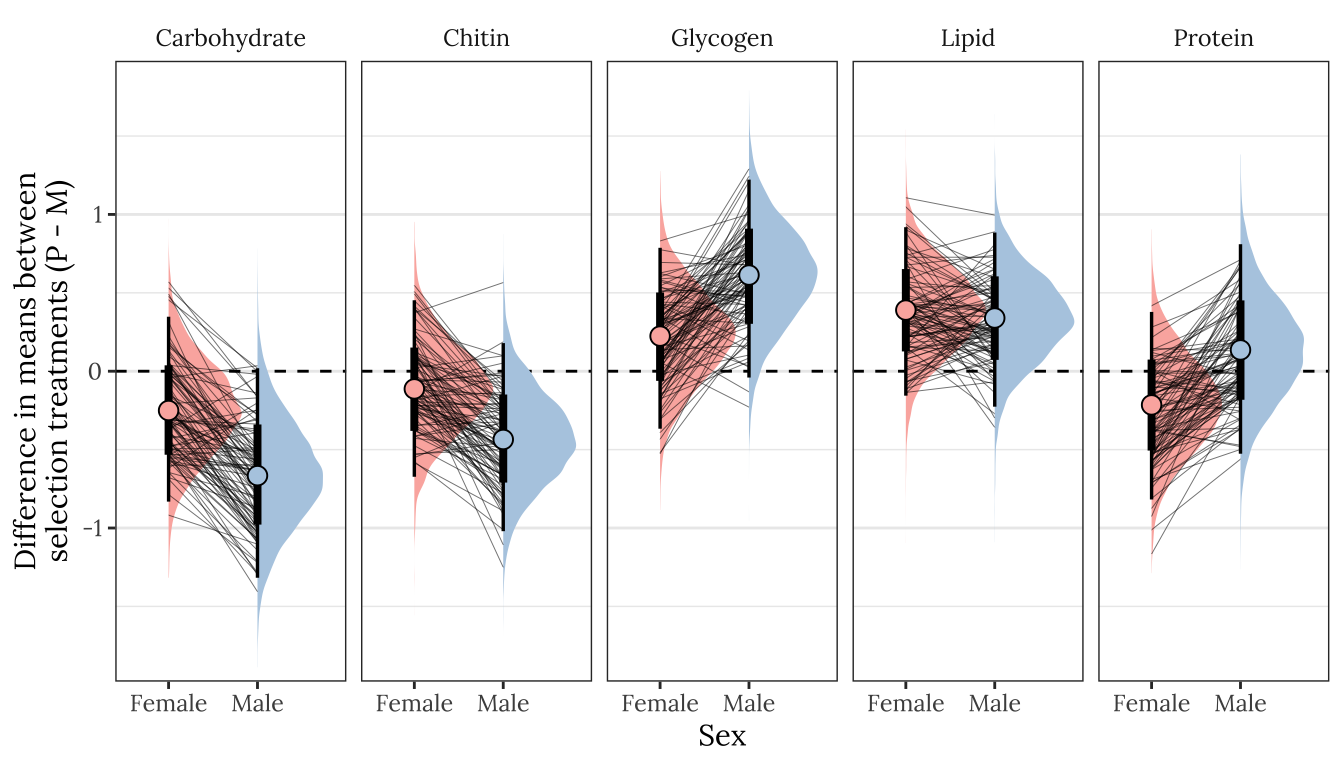 Carbohydrate Chitin Glycogen Lipid Protein
Difference in means between
selection treatments (P - M)
1
0
-1
Female Male Female Male Female Male Female Male Female Male
Sex